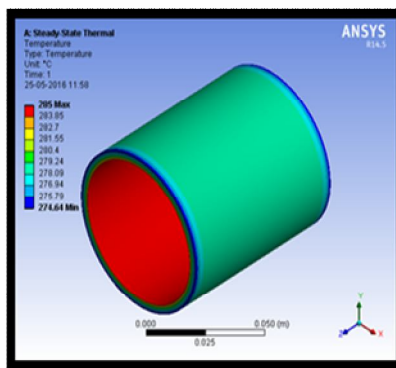 A: Steady-State Thermal
Temperature
Type: Temperature
Unit: °C
Time: 1
25-05-2016 11:58
ANSYS
R14.5
285 Max
283.85
282.7
281.55
280.4
279.24
278.09
276.94
275.79
274.64 Min
0.000
0.050 (m)
0.025
Y
Z
X